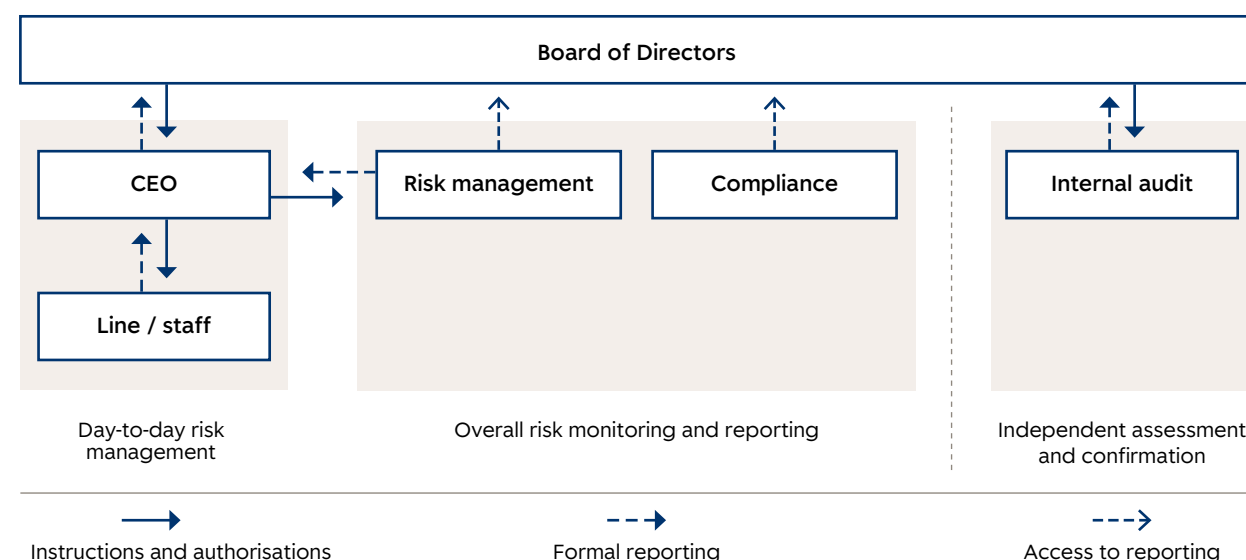 Board of Directors
CEO
Risk management
Compliance
Internal audit
Line / staff
Day-to-day risk
management
Overall risk monitoring and reporting
Independent assessment
and confirmation
Instructions and authorisations
Formal reporting
Access to reporting